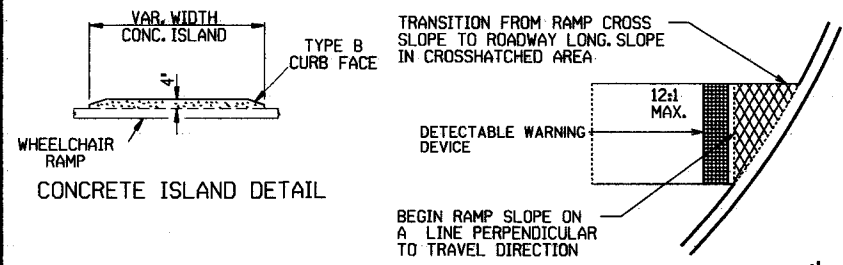 VAR. WIDTH
CONC. ISLAND
TYPE B
CURB FACE
4"
WHEELCHAIR
RAMP
CONCRETE ISLAND DETAIL
TRANSITION FROM RAMP CROSS
SLOPE TO ROADWAY LONG. SLOPE
IN CROSSHATCHED AREA
12:1
MAX.
DETECTABLE WARNING
DEVICE
BEGIN RAMP SLOPE ON
A LINE PERPENDICULAR
TO TRAVEL DIRECTION